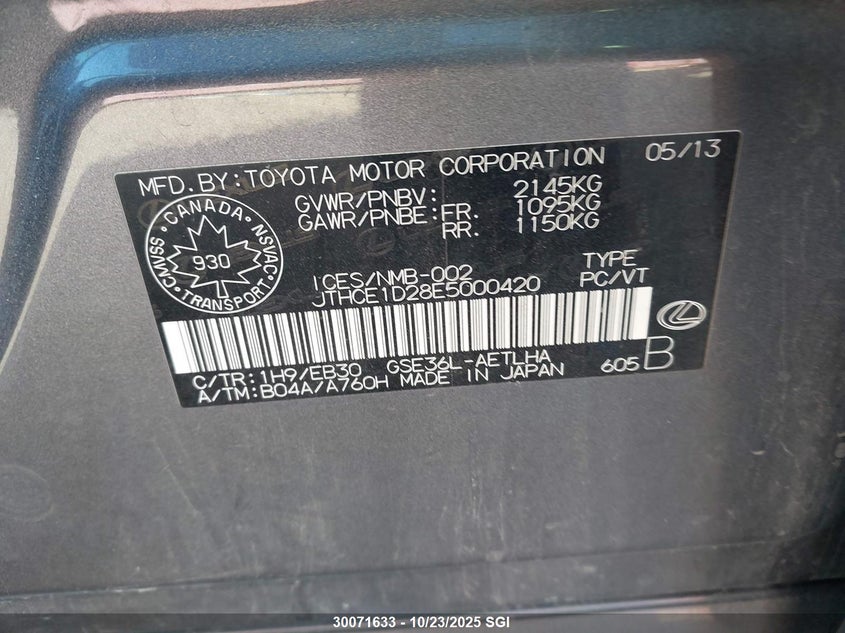 MFD.BY:TOYOTA MOTOR CORPORATION 05/13
GVWR/PNBV: 2145KG
GAWR/PNBE: FR. 1095KG
RR. 1150KG
CANADA
CMVSS NSVAC
930
TRANSPORT
ICES/NMB-002 TYPE
JTHCE1D28E5000420 PC/VT
C/TR:1H9/EB30 GSE36L-AETLHA
A/TM:B04A/A760H MADE IN JAPAN 605 B
30071633 - 10/23/2025 SGI